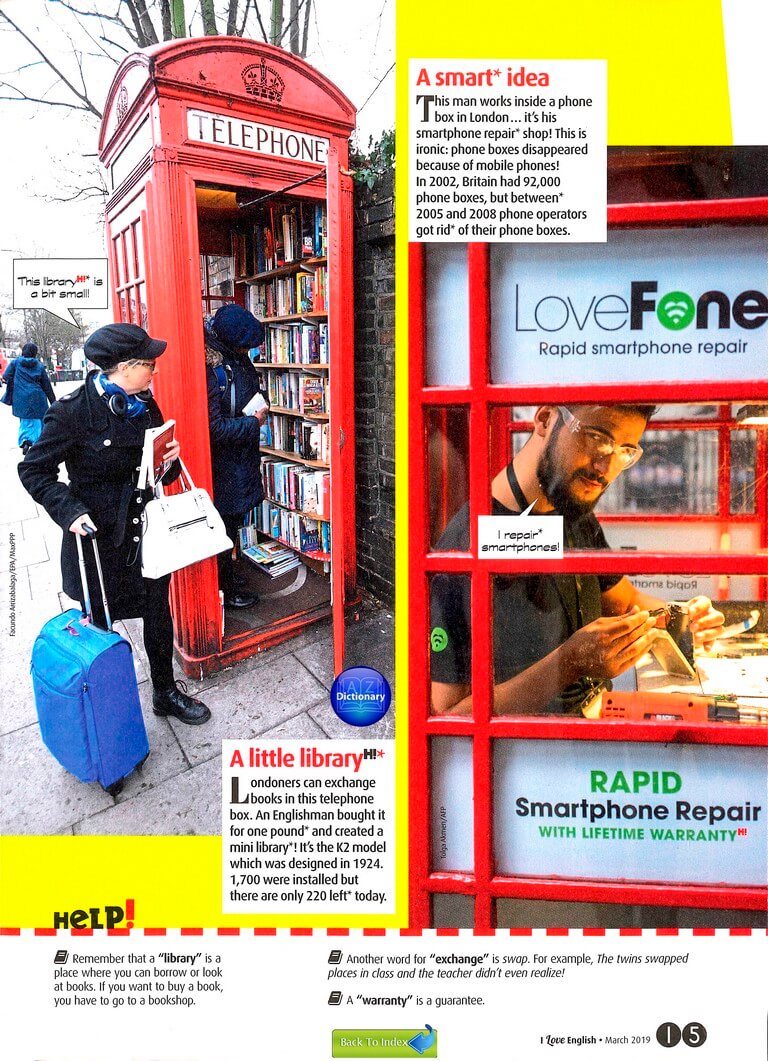 TELEPHONE
This libraryH!* is
a bit small!
Facundo Arrizabalaga/EPA/MaxPPP
A Z
Dictionary
A little libraryH!*
Londoners can exchange
books in this telephone
box. An Englishman bought it
for one pound* and created a
mini library*! It's the K2 model
which was designed in 1924.
1,700 were installed but
there are only 220 left* today.
A smart* idea
This man works inside a phone
box in London... it's his
smartphone repair* shop! This is
ironic: phone boxes disappeared
because of mobile phones!
In 2002, Britain had 92,000
phone boxes, but between*
2005 and 2008 phone operators
got rid* of their phone boxes.
LoveFone
Rapid smartphone repair
I repair*
smartphones!
Rapid smartp
RAPID
Smartphone Repair
WITH LIFETIME WARRANTYH!
Tolga Akmen/AFP
HELP!
Remember that a "library" is a
place where you can borrow or look
at books. If you want to buy a book,
you have to go to a bookshop.
Another word for "exchange" is swap. For example, The twins swapped
places in class and the teacher didn't even realize!
A "warranty" is a guarantee.
Back To Index
I Love English • March 2019 15